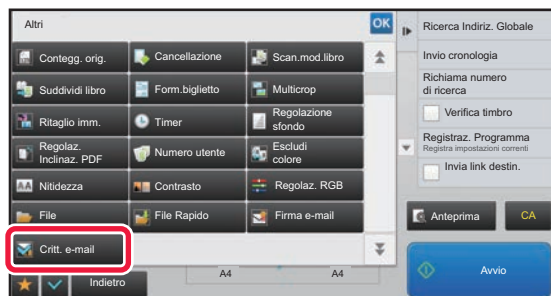 Altri
OK
Contegg. orig.
Cancellazione
Scan.mod.libro
Suddividi libro
Form.biglietto
Multicrop
Ritaglio imm.
Timer
Regolazione
sfondo
Regolaz.
Inclinaz. PDF
Numero utente
Escludi
colore
AA Nitidezza
Contrasto
Regolaz. RGB
File
File Rapido
Firma e-mail
Critt. e-mail
Indietro
A4
A4
Ricerca Indiriz. Globale
Invio cronologia
Richiama numero
di ricerca
Verifica timbro
Registraz. Programma
Registra impostazioni correnti
Invia link destin.
Anteprima
CA
Avvio